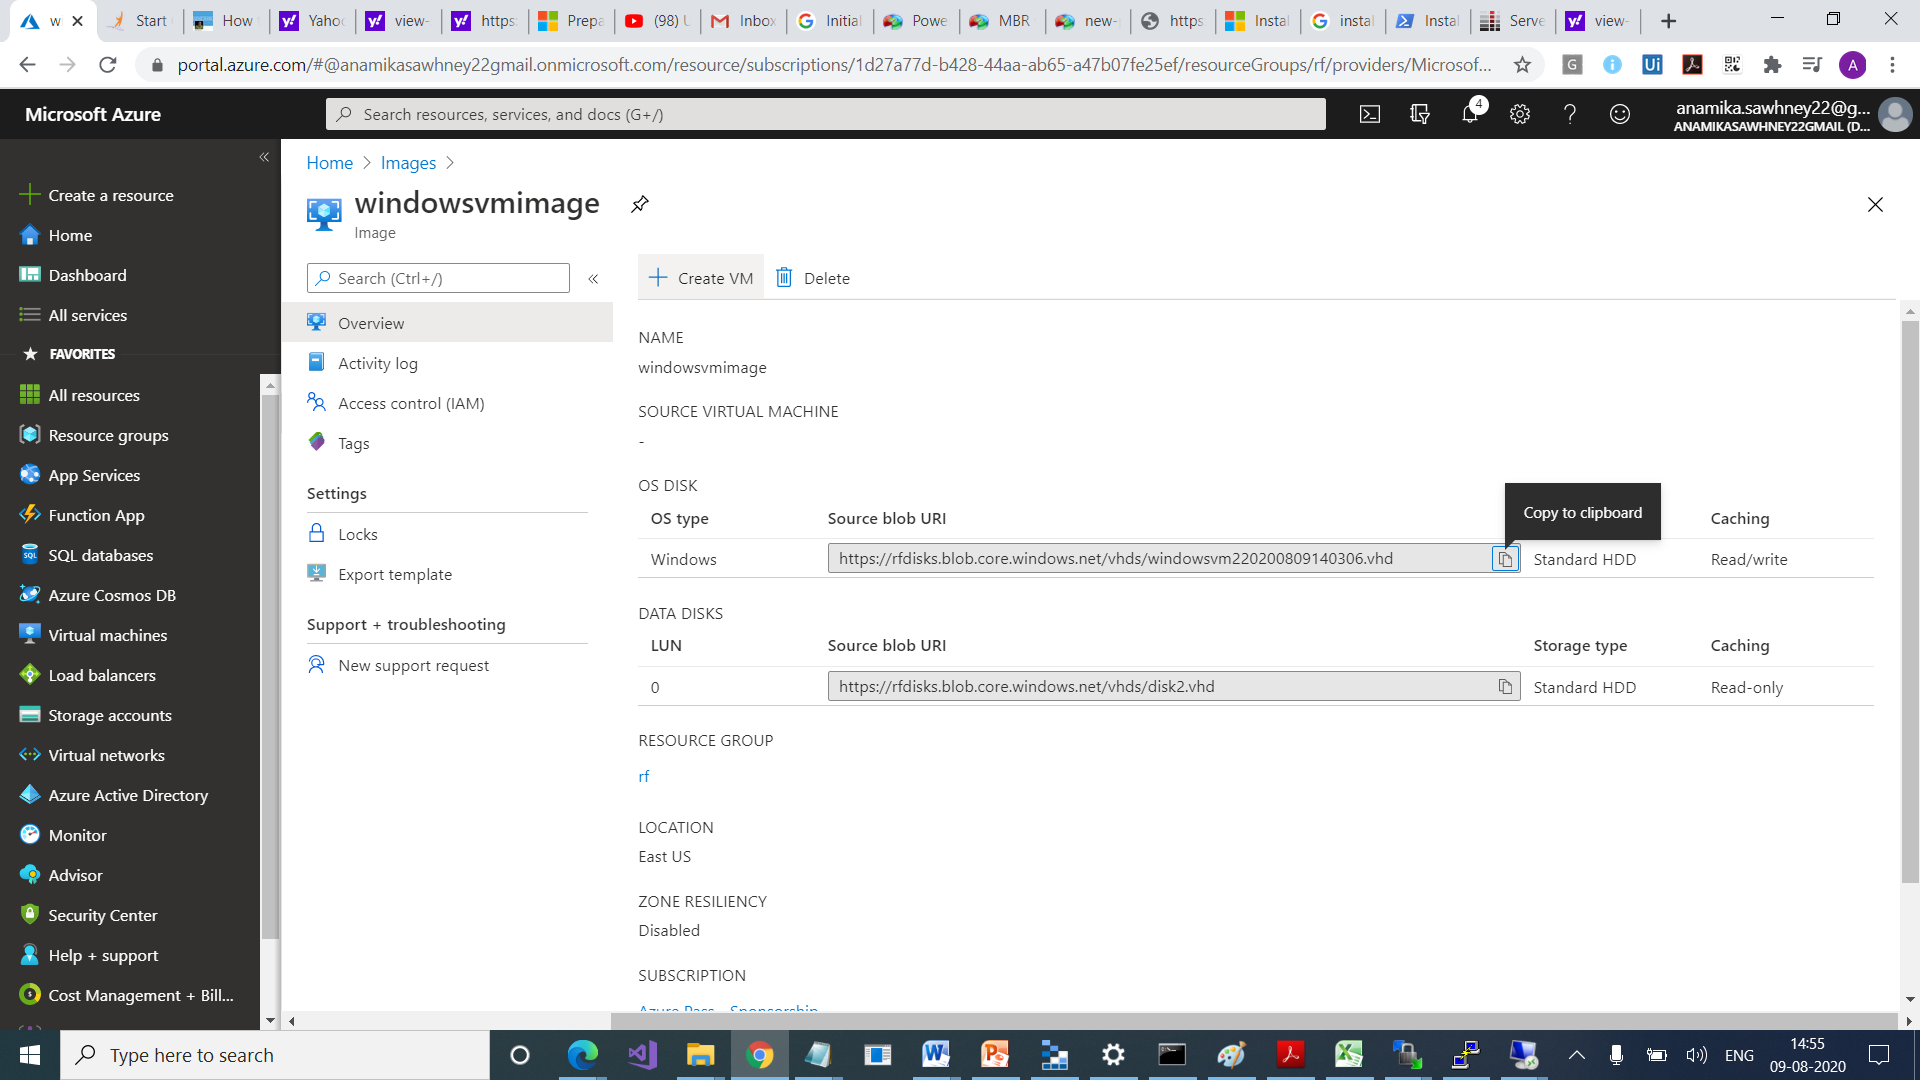 w
Start
How
Yaho
view-
https:
Prepa
(98) U
Inbox
Initial
Powe
MBR
new-
https
Instal
instal
Instal
Serve
view-
portal.azure.com/#@anamikasawhney22gmail.onmicrosoft.com/resource/subscriptions/1d27a77d-b428-44aa-ab65-a47b07fe25ef/resourceGroups/rf/providers/Microsof...
Microsoft Azure
Search resources, services, and docs (G+/)
4
anamika.sawhney22@g...
ANAMIKASAWHNEY22GMAIL (D...
A
Create a resource
Home
Dashboard
All services
FAVORITES
All resources
Resource groups
App Services
Function App
SQL databases
Azure Cosmos DB
Virtual machines
Load balancers
Storage accounts
Virtual networks
Azure Active Directory
Monitor
Advisor
Security Center
Help + support
Cost Management + Bill...
Home > Images >
windowsvmimage
Image
Search (Ctrl+/)
Overview
Activity log
Access control (IAM)
Tags
Settings
Locks
Export template
Support + troubleshooting
New support request
Create VM
Delete
NAME
windowsvmimage
SOURCE VIRTUAL MACHINE
-
OS DISK
OS type Source blob URI Caching
Copy to clipboard
Windows https://rfdisks.blob.core.windows.net/vhds/windowsvm220200809140306.vhd Standard HDD Read/write
DATA DISKS
LUN Source blob URI Storage type Caching
0 https://rfdisks.blob.core.windows.net/vhds/disk2.vhd Standard HDD Read-only
RESOURCE GROUP
rf
LOCATION
East US
ZONE RESILIENCY
Disabled
SUBSCRIPTION
Azure Pass - Sponsorship
Type here to search
ENG
14:55
09-08-2020